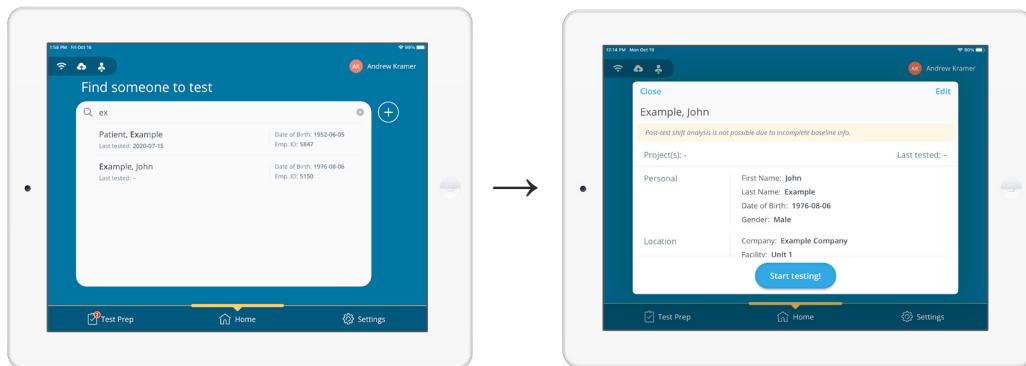 1:58 PM Fri Oct 16
99%
AK Andrew Kramer
Find someone to test
ex
Patient, Example
Last tested: 2020-07-15
Date of Birth: 1952-06-05
Emp. ID: 5847
Example, John
Last tested: –
Date of Birth: 1976-08-06
Emp. ID: 5150
Test Prep
Home
Settings
12:14 PM Mon Oct 19
90%
AK Andrew Kramer
Close
Edit
Example, John
Post-test shift analysis is not possible due to incomplete baseline info.
Project(s): -
Last tested: –
Personal
First Name: John
Last Name: Example
Date of Birth: 1976-08-06
Gender: Male
Location
Company: Example Company
Facility: Unit 1
Start testing!
Test Prep
Home
Settings